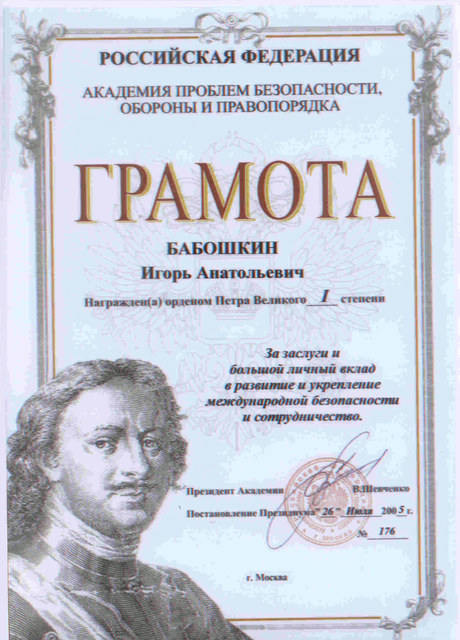 РОССИЙСКАЯ ФЕДЕРАЦИЯ
АКАДЕМИЯ ПРОБЛЕМ БЕЗОПАСНОСТИ,
ОБОРОНЫ И ПРАВОПОРЯДКА
ГРАМОТА
БАБОШКИН
Игорь Анатольевич
Награжден(а) орденом Петра Великого I степени
За заслуги и
большой личный вклад
в развитие и укрепление
международной безопасности
и сотрудничество.
Президент Академии В.Шевченко
Постановление Президиума "26" Июля 2005 г.
№ 176
г. Москва